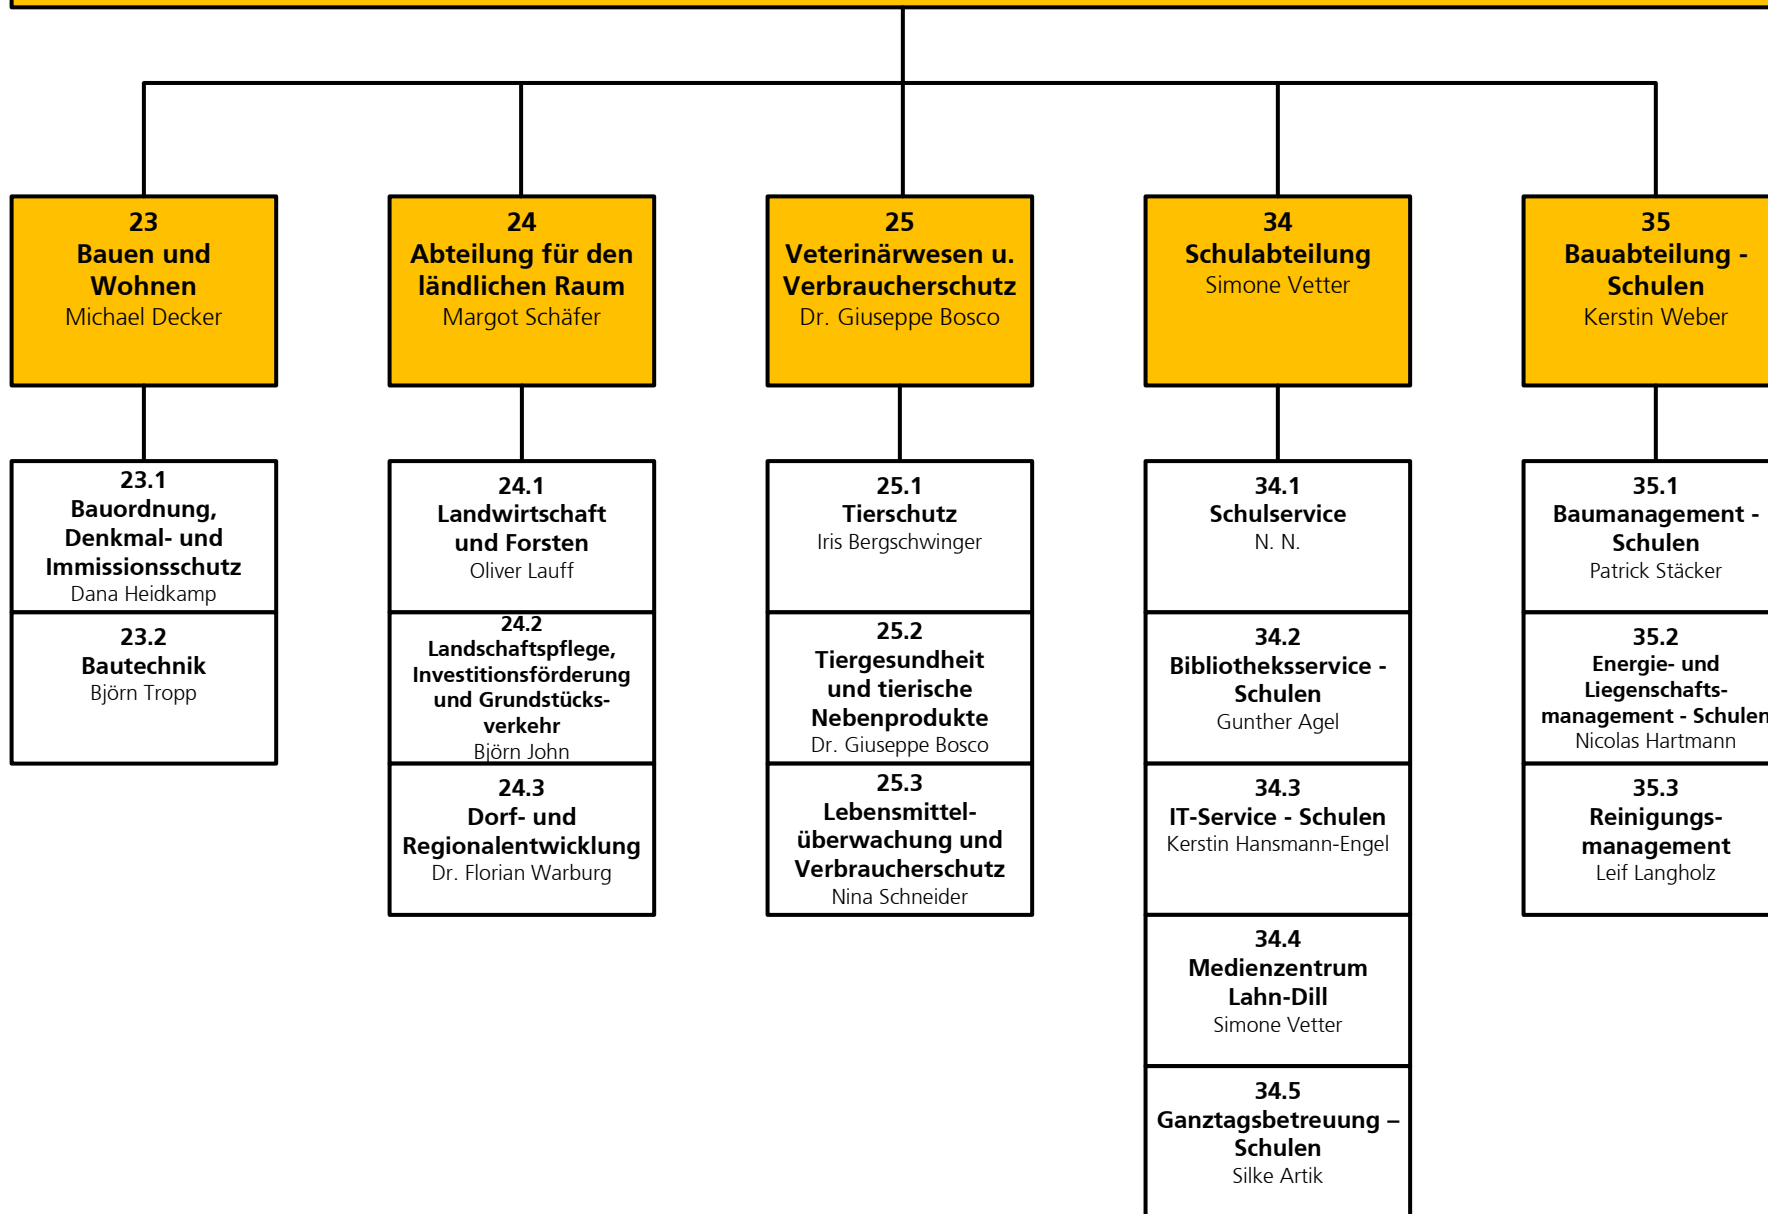 23
Bauen und
Wohnen
Michael Decker
24
Abteilung für den
ländlichen Raum
Margot Schäfer
25
Veterinärwesen u.
Verbraucherschutz
Dr. Giuseppe Bosco
34
Schulabteilung
Simone Vetter
35
Bauabteilung -
Schulen
Kerstin Weber
23.1
Bauordnung,
Denkmal- und
Immissionsschutz
Dana Heidkamp
23.2
Bautechnik
Björn Tropp
24.1
Landwirtschaft
und Forsten
Oliver Lauff
24.2
Landschaftspflege,
Investitionsförderung
und Grundstücks-
verkehr
Björn John
24.3
Dorf- und
Regionalentwicklung
Dr. Florian Warburg
25.1
Tierschutz
Iris Bergschwinger
25.2
Tiergesundheit
und tierische
Nebenprodukte
Dr. Giuseppe Bosco
25.3
Lebensmittel-
überwachung und
Verbraucherschutz
Nina Schneider
34.1
Schulservice
N. N.
34.2
Bibliotheksservice -
Schulen
Gunther Agel
34.3
IT-Service - Schulen
Kerstin Hansmann-Engel
34.4
Medienzentrum
Lahn-Dill
Simone Vetter
34.5
Ganztagsbetreuung –
Schulen
Silke Artik
35.1
Baumanagement -
Schulen
Patrick Stäcker
35.2
Energie- und
Liegenschafts-
management - Schulen
Nicolas Hartmann
35.3
Reinigungs-
management
Leif Langholz